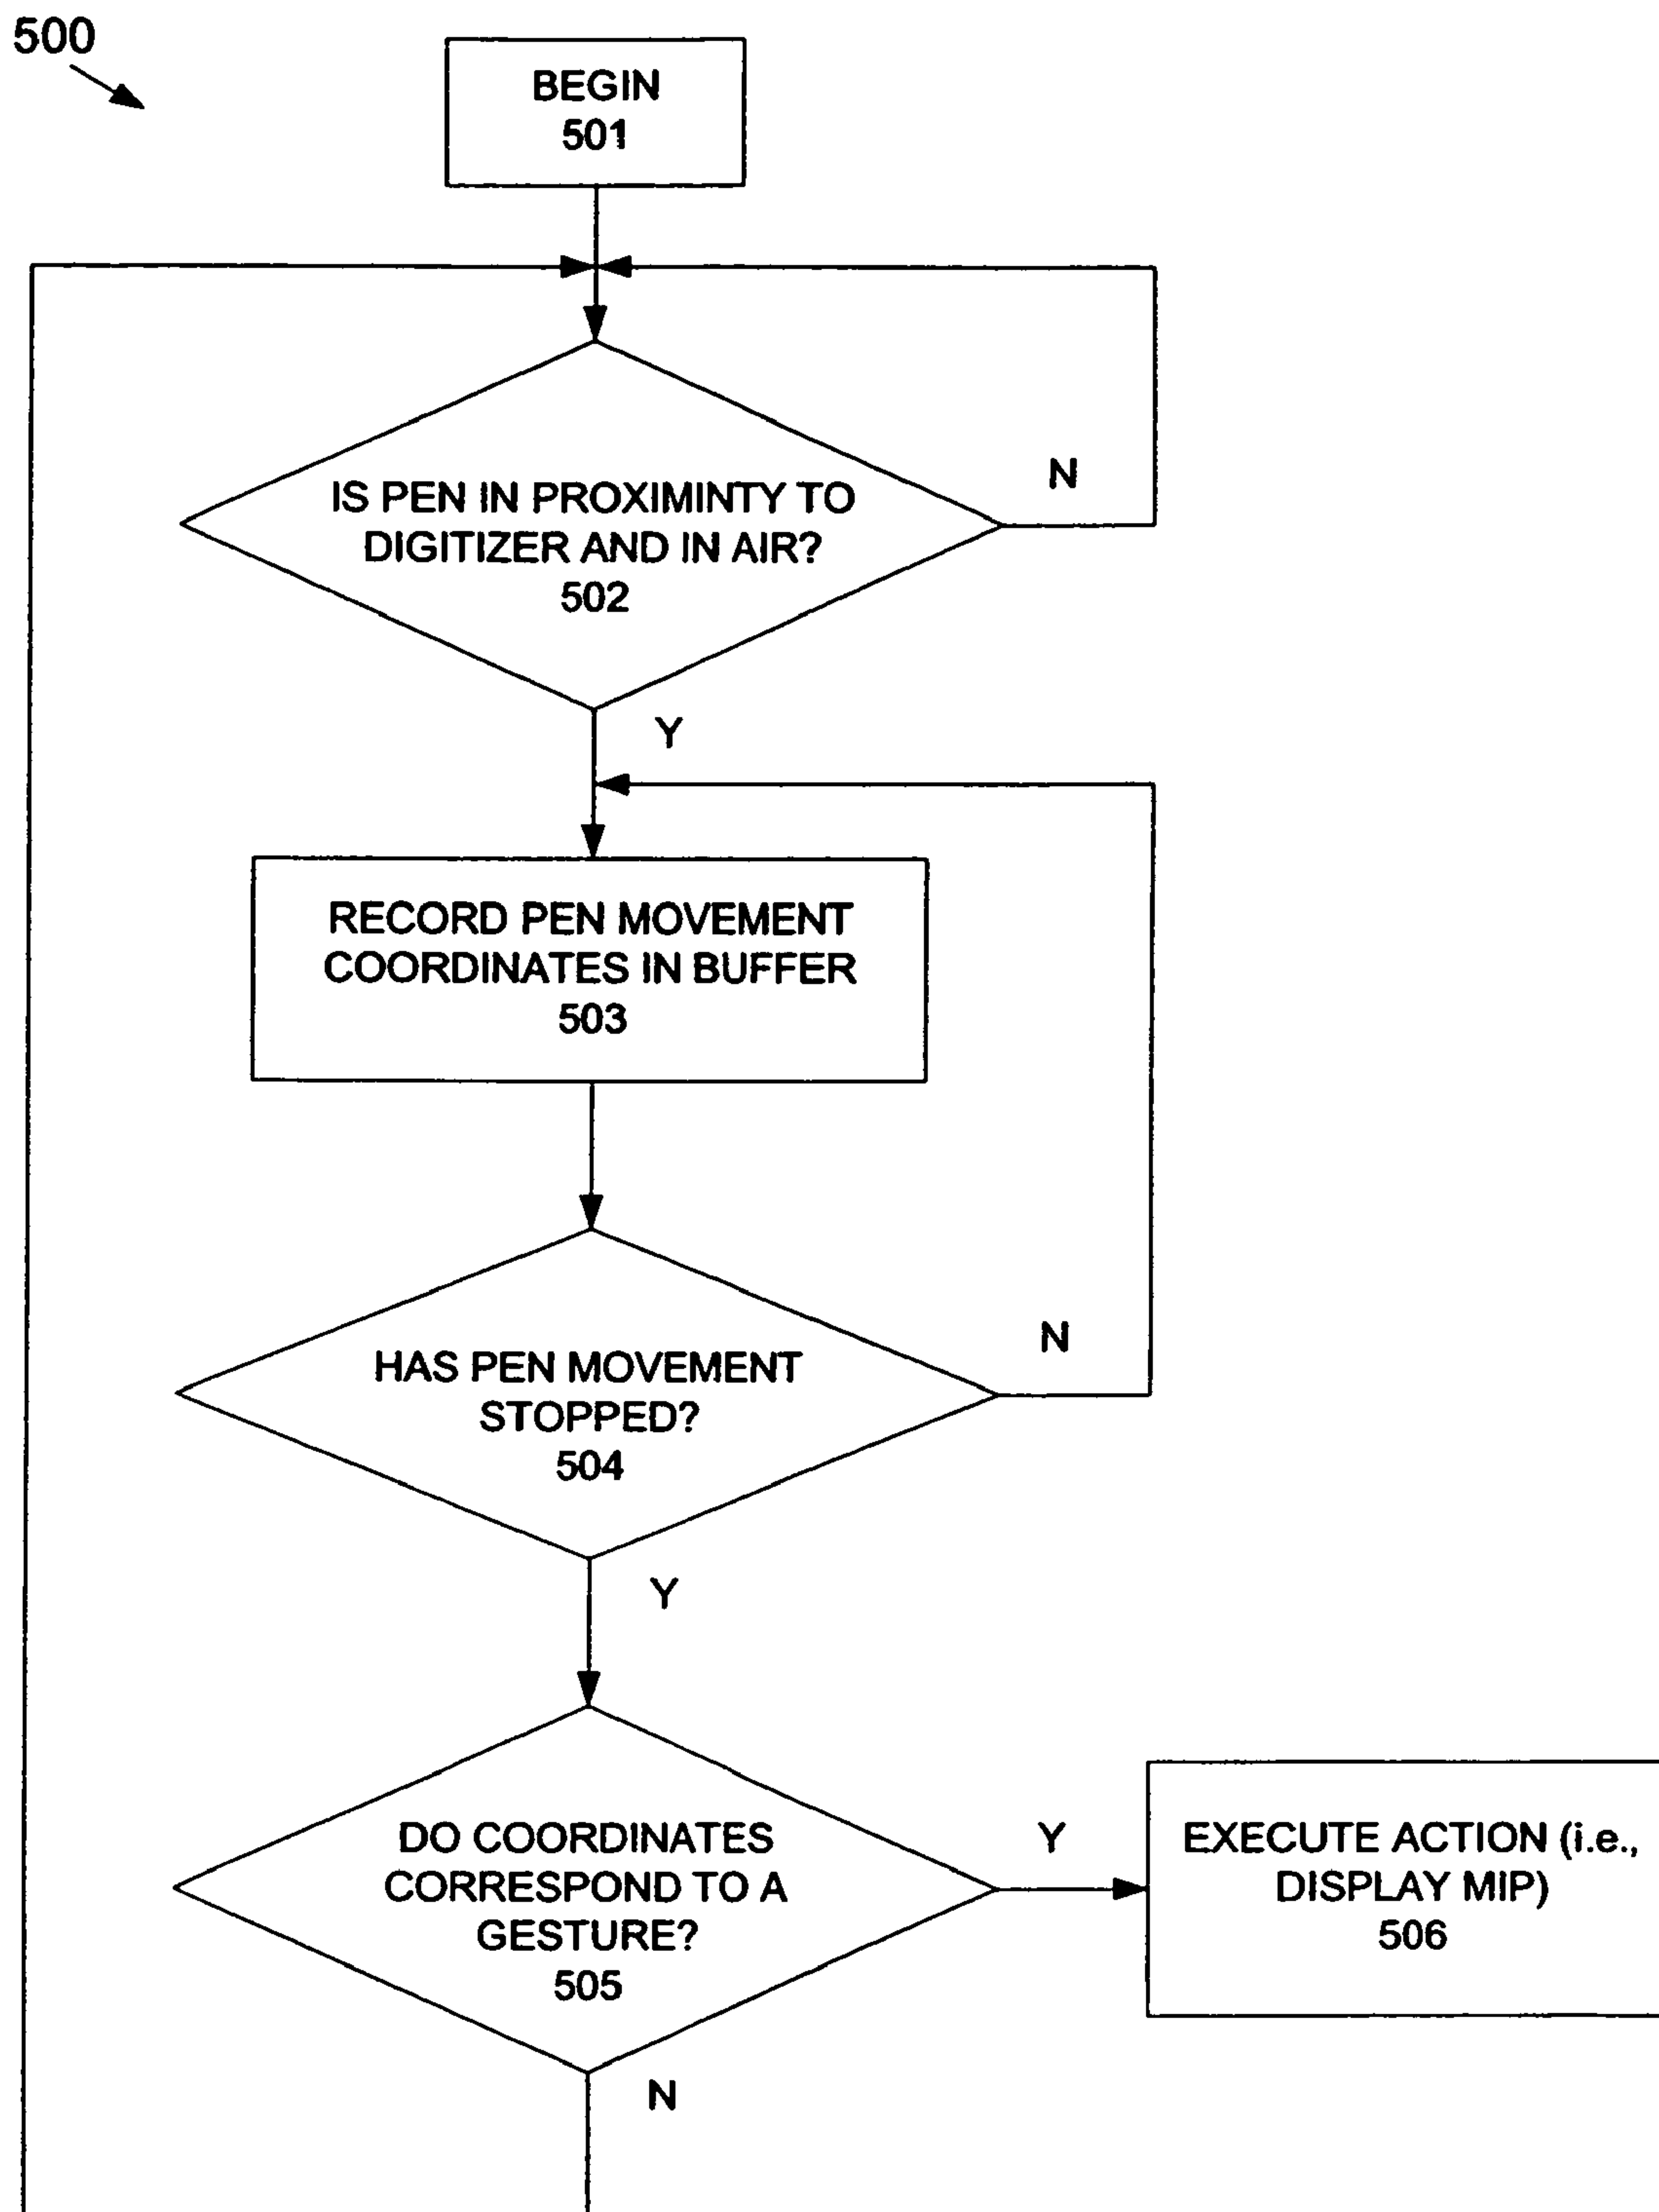 500
BEGIN
501
IS PEN IN PROXIMINTY TO
DIGITIZER AND IN AIR?
502
N
Y
RECORD PEN MOVEMENT
COORDINATES IN BUFFER
503
HAS PEN MOVEMENT
STOPPED?
504
N
Y
DO COORDINATES
CORRESPOND TO A
GESTURE?
505
Y
EXECUTE ACTION (i.e.,
DISPLAY MIP)
506
N